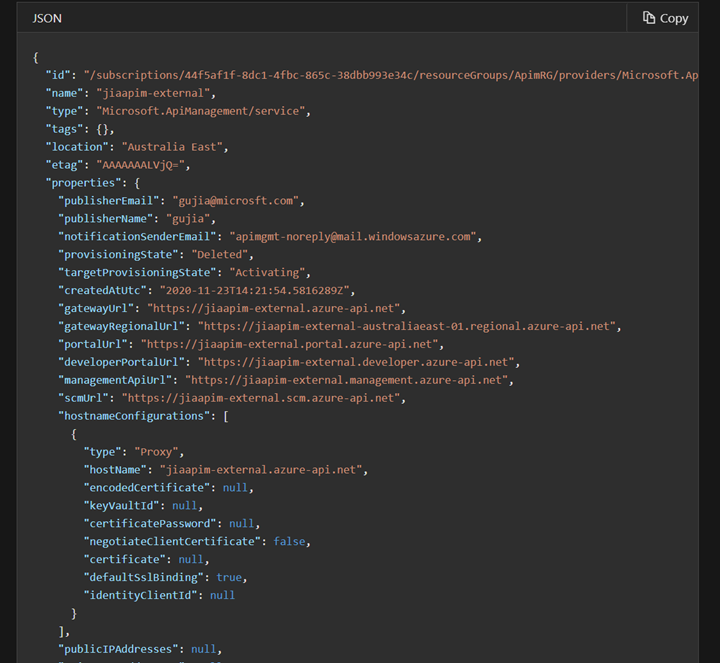 JSON
Copy
{
"id": "/subscriptions/44f5af1f-8dc1-4fbc-865c-38dbb993e34c/resourceGroups/ApimRG/providers/Microsoft.Ap
"name": "jiaapim-external",
"type": "Microsoft.ApiManagement/service",
"tags": {},
"location": "Australia East",
"etag": "AAAAAAALVjQ=",
"properties": {
"publisherEmail": "gujia@microsft.com",
"publisherName": "gujia",
"notificationSenderEmail": "apimgmt-noreply@mail.windowsazure.com",
"provisioningState": "Deleted",
"targetProvisioningState": "Activating",
"createdAtUtc": "2020-11-23T14:21:54.5816289Z",
"gatewayUrl": "https://jiaapim-external.azure-api.net",
"gatewayRegionalUrl": "https://jiaapim-external-australiaeast-01.regional.azure-api.net",
"portalUrl": "https://jiaapim-external.portal.azure-api.net",
"developerPortalUrl": "https://jiaapim-external.developer.azure-api.net",
"managementApiUrl": "https://jiaapim-external.management.azure-api.net",
"scmUrl": "https://jiaapim-external.scm.azure-api.net",
"hostnameConfigurations": [
{
"type": "Proxy",
"hostName": "jiaapim-external.azure-api.net",
"encodedCertificate": null,
"keyVaultId": null,
"certificatePassword": null,
"negotiateClientCertificate": false,
"certificate": null,
"defaultSslBinding": true,
"identityClientId": null
}
],
"publicIPAddresses": null,